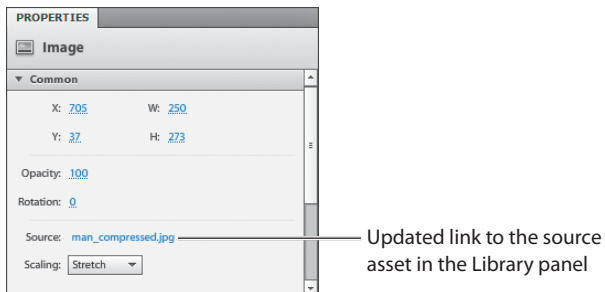 PROPERTIES
Image
Common
X: 705 W: 250
Y: 37 H: 273
Opacity: 100
Rotation: 0
Source: man_compressed.jpg
Scaling: Stretch
Updated link to the source
asset in the Library panel